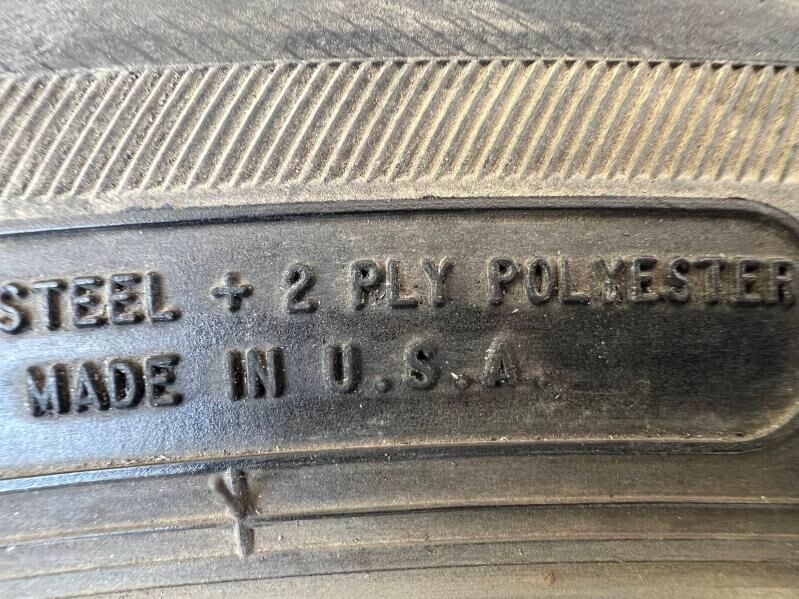 STEEL + 2 PLY POLYESTER
MADE IN U.S.A.
Y